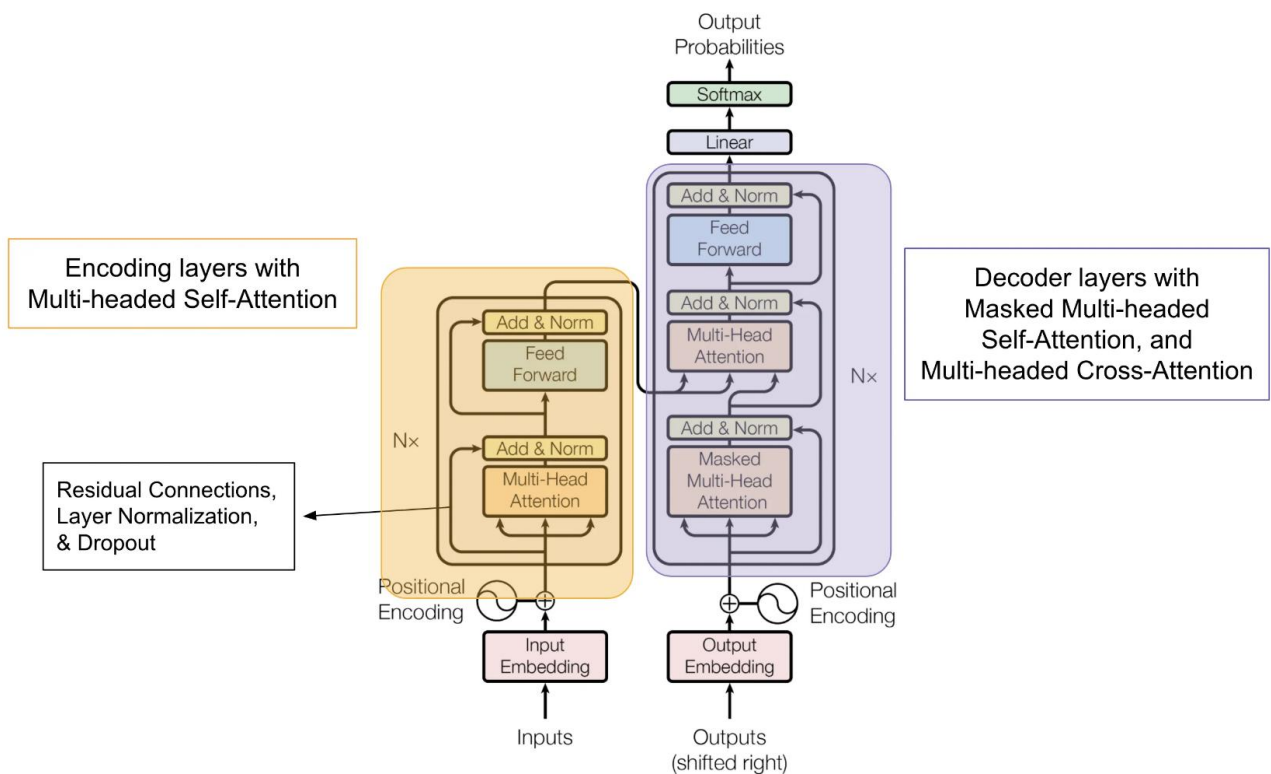 Output
Probabilities
Softmax
Linear
Add & Norm
Feed
Forward
Add & Norm
Multi-Head
Attention
Nx
Add & Norm
Masked
Multi-Head
Attention
Decoder layers with
Masked Multi-headed
Self-Attention, and
Multi-headed Cross-Attention
Encoding layers with
Multi-headed Self-Attention
Add & Norm
Feed
Forward
Nx
Add & Norm
Multi-Head
Attention
Residual Connections,
Layer Normalization,
& Dropout
Positional
Encoding
Positional
Encoding
Input
Embedding
Output
Embedding
Inputs
Outputs
(shifted right)